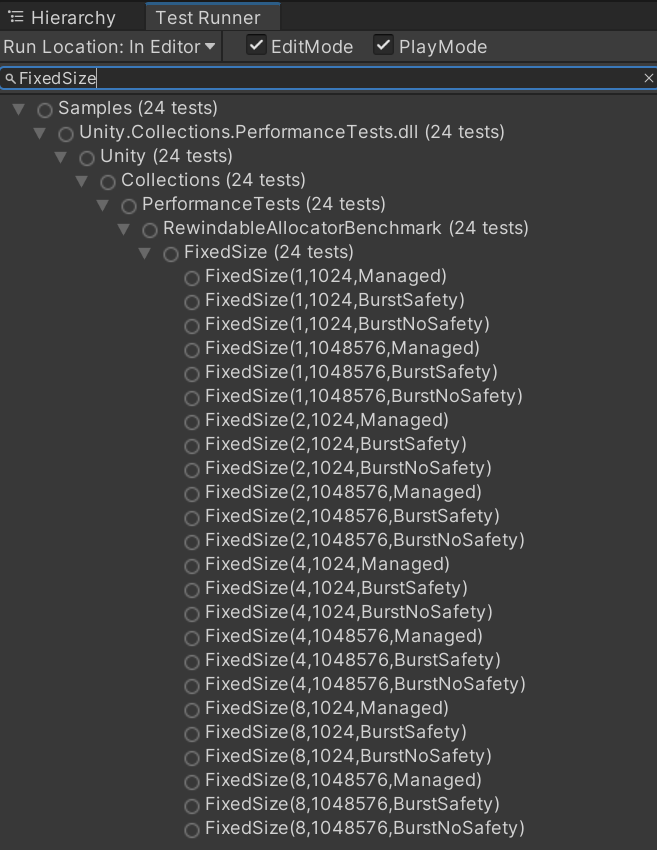 Hierarchy Test Runner
Run Location: In Editor EditMode PlayMode
FixedSize
Samples (24 tests)
Unity.Collections.PerformanceTests.dll (24 tests)
Unity (24 tests)
Collections (24 tests)
PerformanceTests (24 tests)
RewindableAllocatorBenchmark (24 tests)
FixedSize (24 tests)
FixedSize(1,1024,Managed)
FixedSize(1,1024,BurstSafety)
FixedSize(1,1024,BurstNoSafety)
FixedSize(1,1048576,Managed)
FixedSize(1,1048576,BurstSafety)
FixedSize(1,1048576,BurstNoSafety)
FixedSize(2,1024,Managed)
FixedSize(2,1024,BurstSafety)
FixedSize(2,1024,BurstNoSafety)
FixedSize(2,1048576,Managed)
FixedSize(2,1048576,BurstSafety)
FixedSize(2,1048576,BurstNoSafety)
FixedSize(4,1024,Managed)
FixedSize(4,1024,BurstSafety)
FixedSize(4,1024,BurstNoSafety)
FixedSize(4,1048576,Managed)
FixedSize(4,1048576,BurstSafety)
FixedSize(4,1048576,BurstNoSafety)
FixedSize(8,1024,Managed)
FixedSize(8,1024,BurstSafety)
FixedSize(8,1024,BurstNoSafety)
FixedSize(8,1048576,Managed)
FixedSize(8,1048576,BurstSafety)
FixedSize(8,1048576,BurstNoSafety)